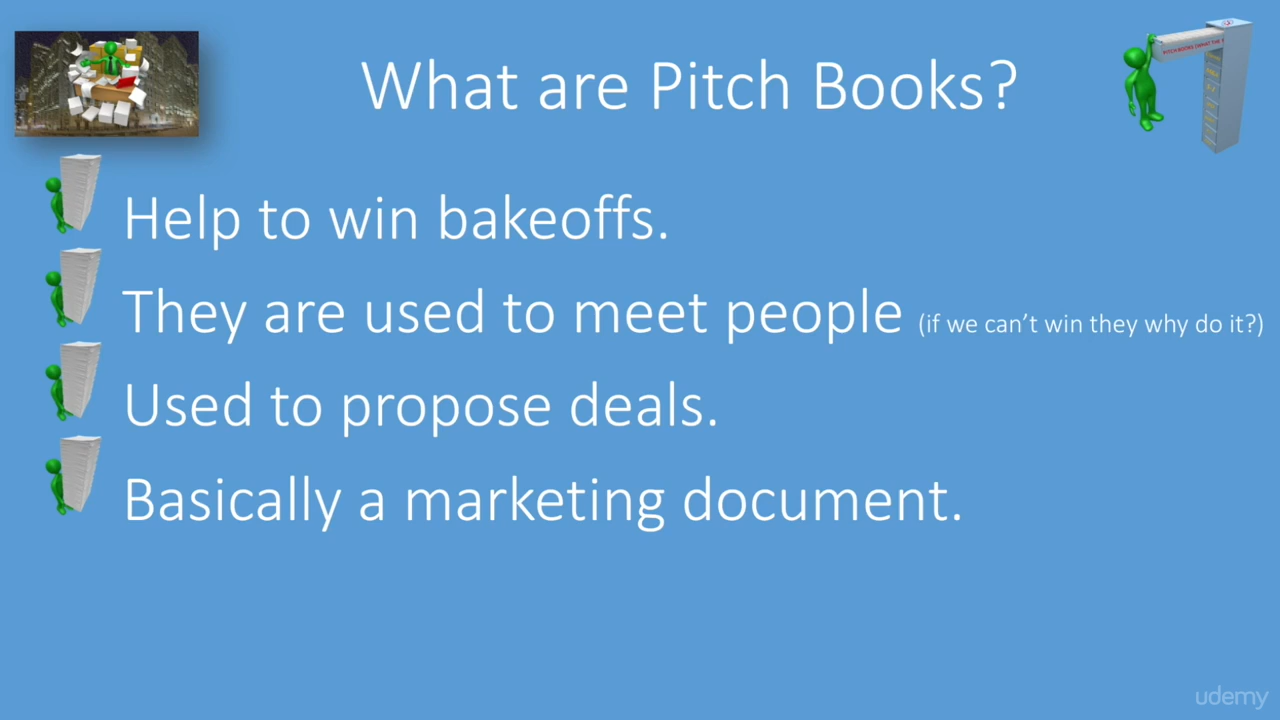 What are Pitch Books?
Help to win bakeoffs.
They are used to meet people (if we can't win they why do it?)
Used to propose deals.
Basically a marketing document.
udemy